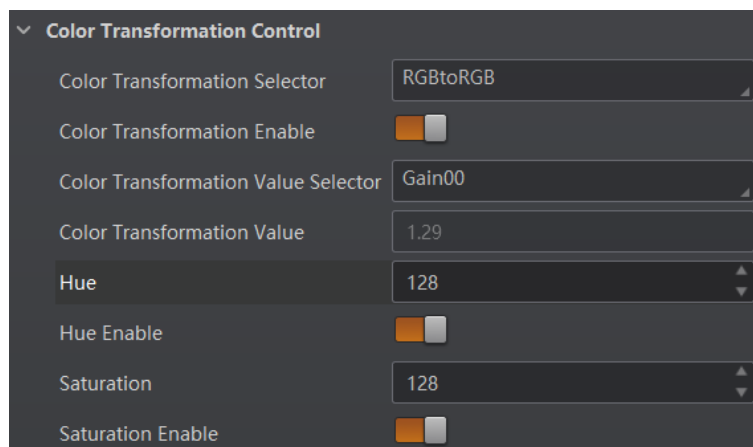 Color Transformation Control
Color Transformation Selector RGBtoRGB
Color Transformation Enable
Color Transformation Value Selector Gain00
Color Transformation Value 1.29
Hue 128
Hue Enable
Saturation 128
Saturation Enable